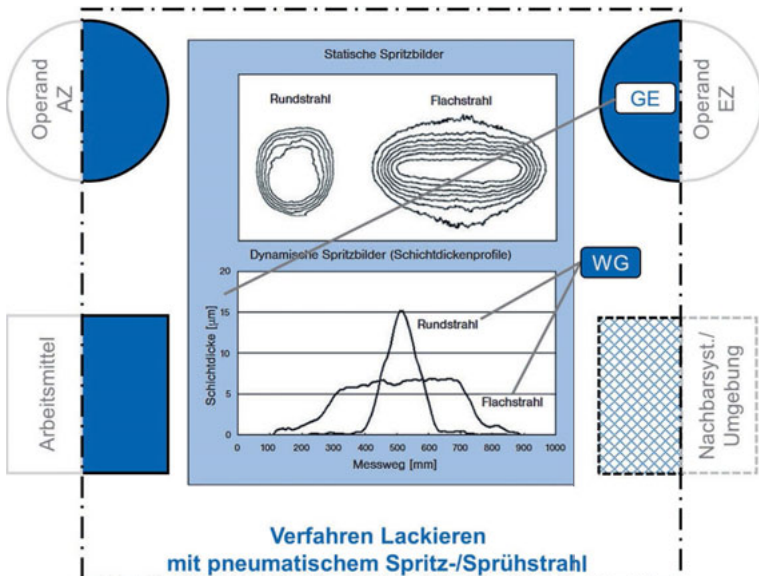 Operand
AZ
Statische Spritzbilder
Rundstrahl
Flachstrahl
GE
Operand
EZ
Dynamische Spritzbilder (Schichtdickenprofile)
WG
20
15
10
5
0
Schichtdicke [µm]
Rundstrahl
Flachstrahl
0 100 200 300 400 500 600 700 800 900 1000
Messweg [mm]
Arbeitsmittel
Nachbarsyst./
Umgebung
Verfahren Lackieren
mit pneumatischem Spritz-/Sprühstrahl